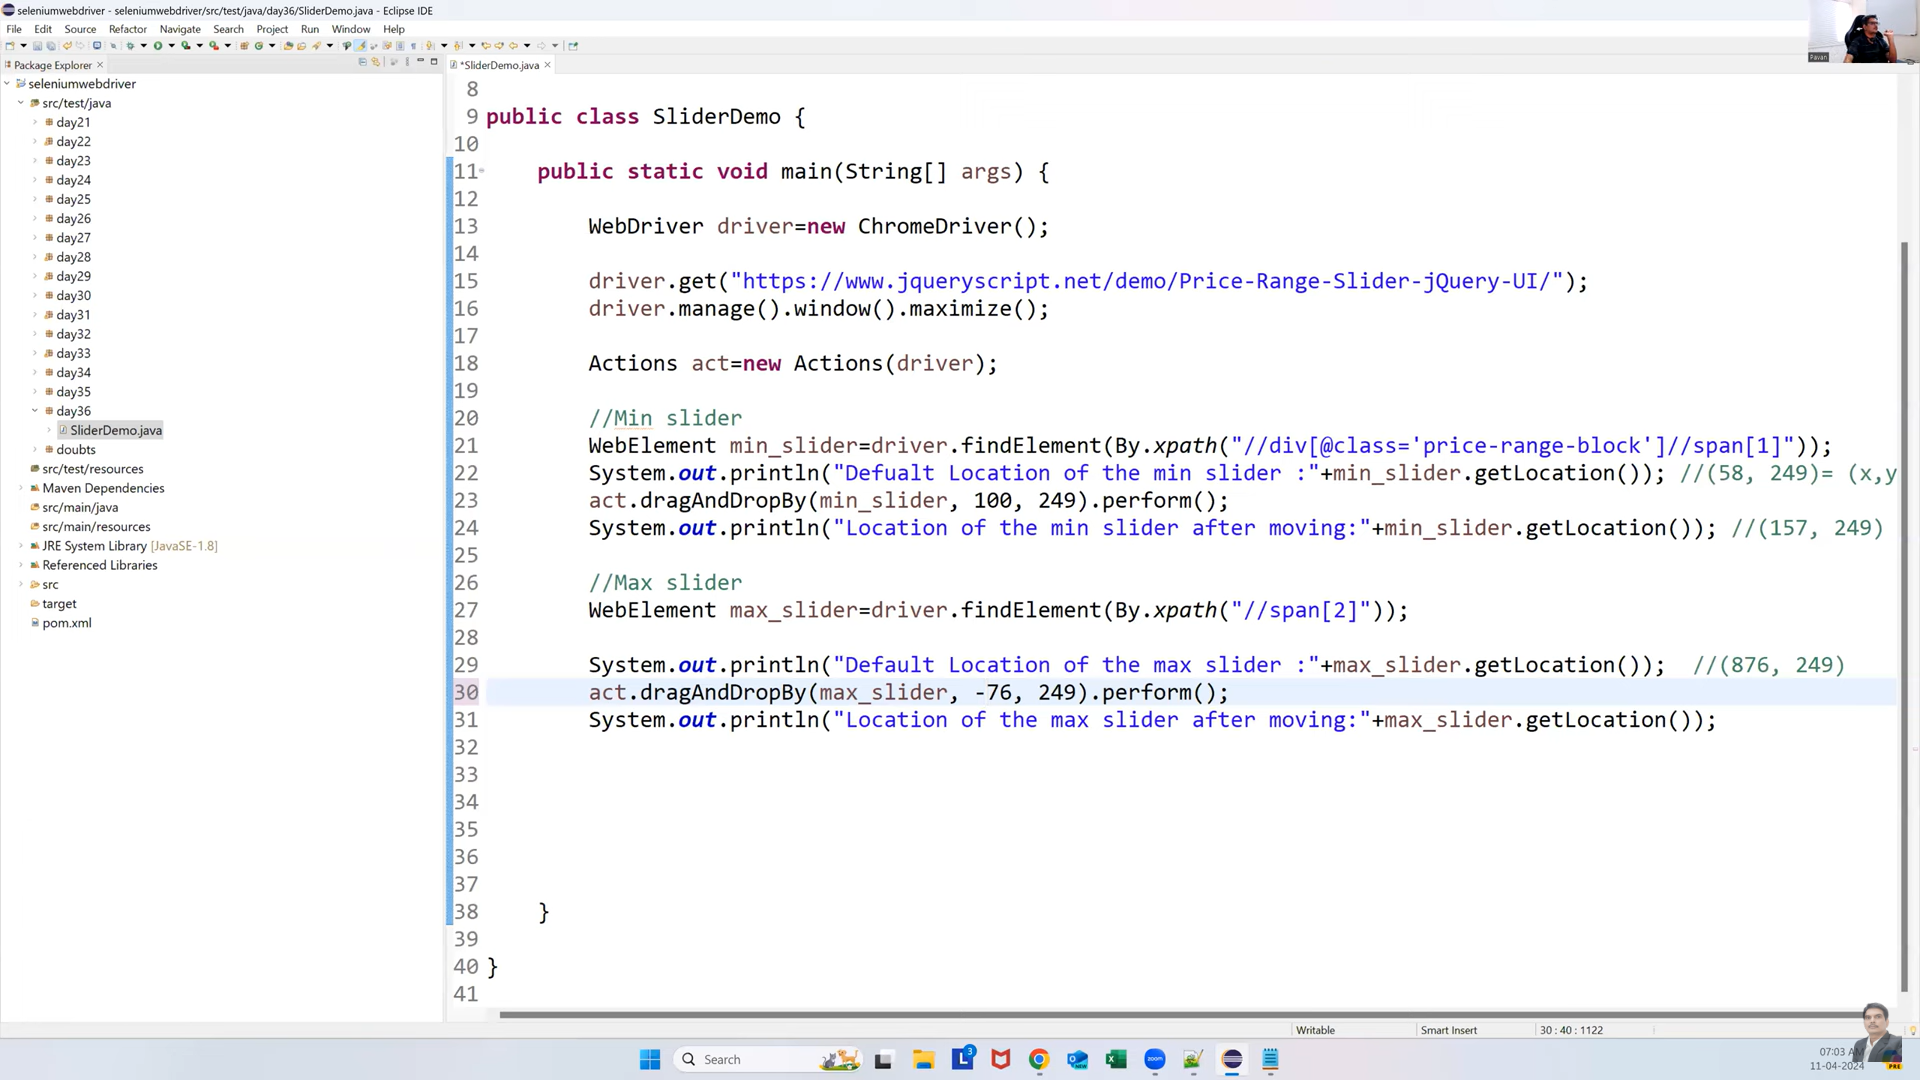 seleniumwebdriver - seleniumwebdriver/src/test/java/day36/SliderDemo.java - Eclipse IDE
File Edit Source Refactor Navigate Search Project Run Window Help
Package Explorer
*SliderDemo.java
Pavan
seleniumwebdriver
src/test/java
day21
day22
day23
day24
day25
day26
day27
day28
day29
day30
day31
day32
day33
day34
day35
day36
SliderDemo.java
doubts
src/test/resources
Maven Dependencies
src/main/java
src/main/resources
JRE System Library [JavaSE-1.8]
Referenced Libraries
src
target
pom.xml
8
9 public class SliderDemo {
10
11 public static void main(String[] args) {
12
13 WebDriver driver=new ChromeDriver();
14
15 driver.get("https://www.jqueryscript.net/demo/Price-Range-Slider-jQuery-UI/");
16 driver.manage().window().maximize();
17
18 Actions act=new Actions(driver);
19
20 //Min slider
21 WebElement min_slider=driver.findElement(By.xpath("//div[@class='price-range-block']//span[1]"));
22 System.out.println("Defualt Location of the min slider :"+min_slider.getLocation()); //(58, 249)= (x,y
23 act.dragAndDropBy(min_slider, 100, 249).perform();
24 System.out.println("Location of the min slider after moving:"+min_slider.getLocation()); //(157, 249)
25
26 //Max slider
27 WebElement max_slider=driver.findElement(By.xpath("//span[2]"));
28
29 System.out.println("Default Location of the max slider :"+max_slider.getLocation()); //(876, 249)
30 act.dragAndDropBy(max_slider, -76, 249).perform();
31 System.out.println("Location of the max slider after moving:"+max_slider.getLocation());
32
33
34
35
36
37
38 }
39
40 }
41
Writable Smart Insert 30 : 40 : 1122
Search
3
07:03 AM
11-04-2024
PRE